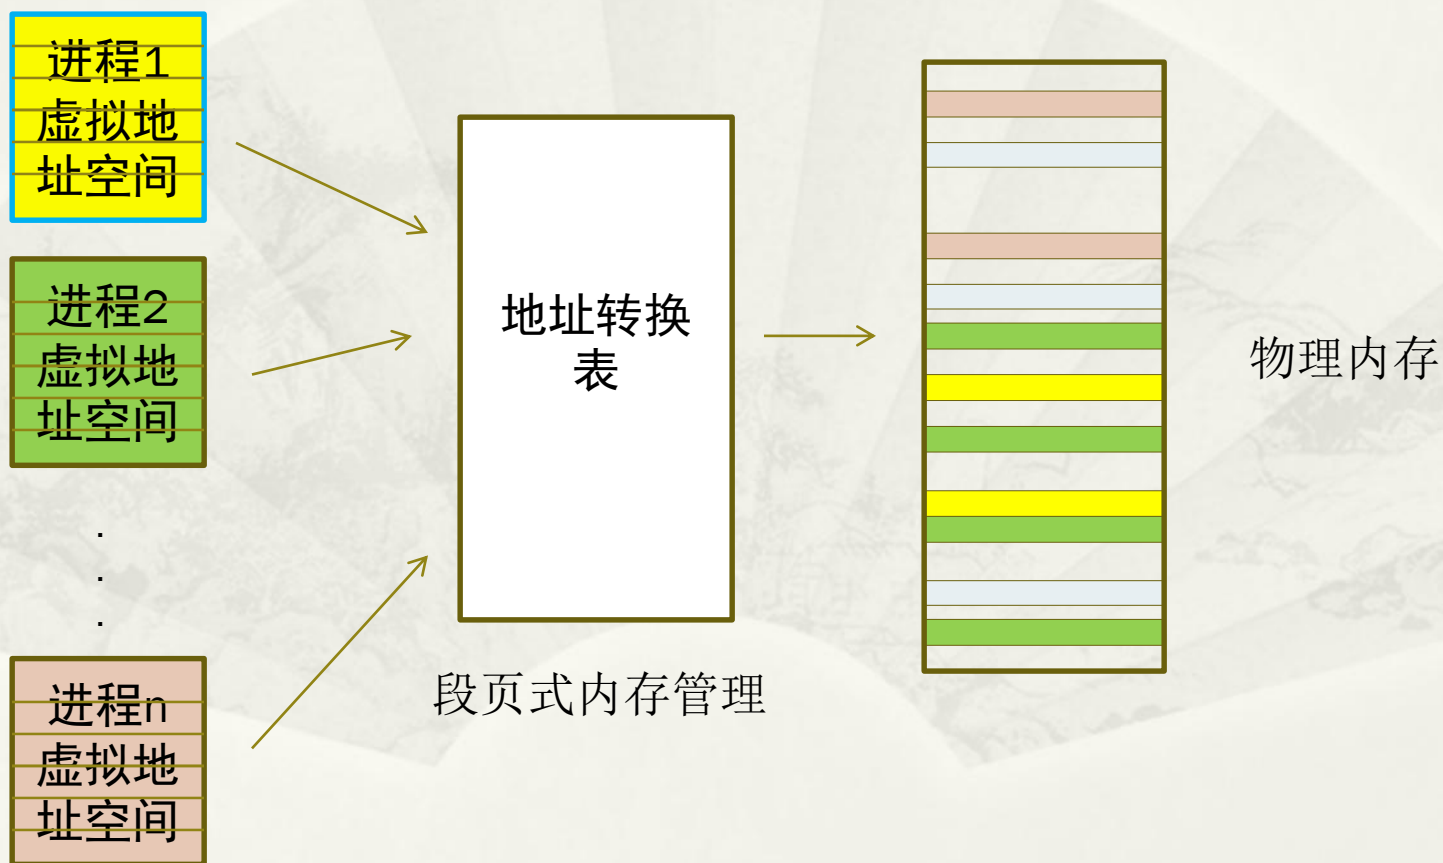 进程1
虚拟地
址空间
进程2
虚拟地
址空间
.
.
.
进程n
虚拟地
址空间
地址转换
表
段页式内存管理
物理内存